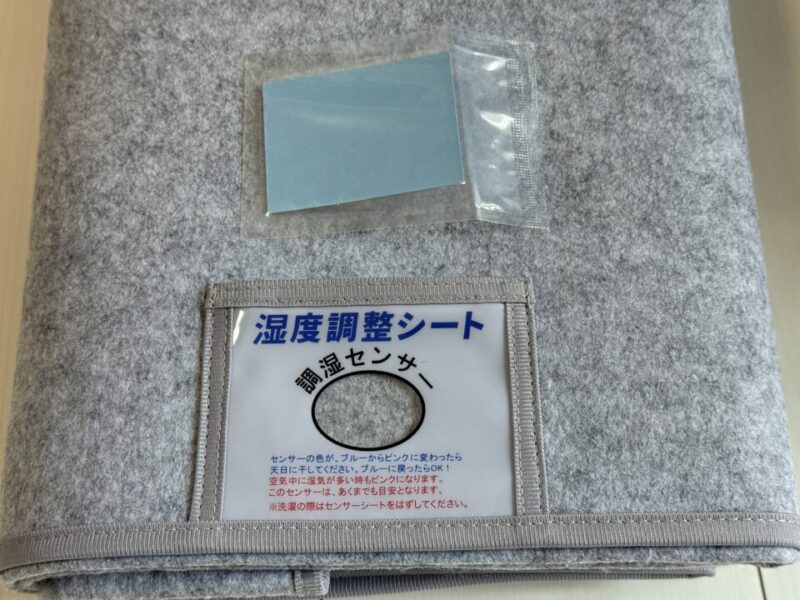 湿度調整シート
調湿センサー
センサーの色が、ブルーからピンクに変わったら
天日に干してください。ブルーに戻ったらOK！
空気中に湿気が多い時もピンクになります。
このセンサーは、あくまでも目安となります。
※洗濯の際はセンサーシートをはずしてください。